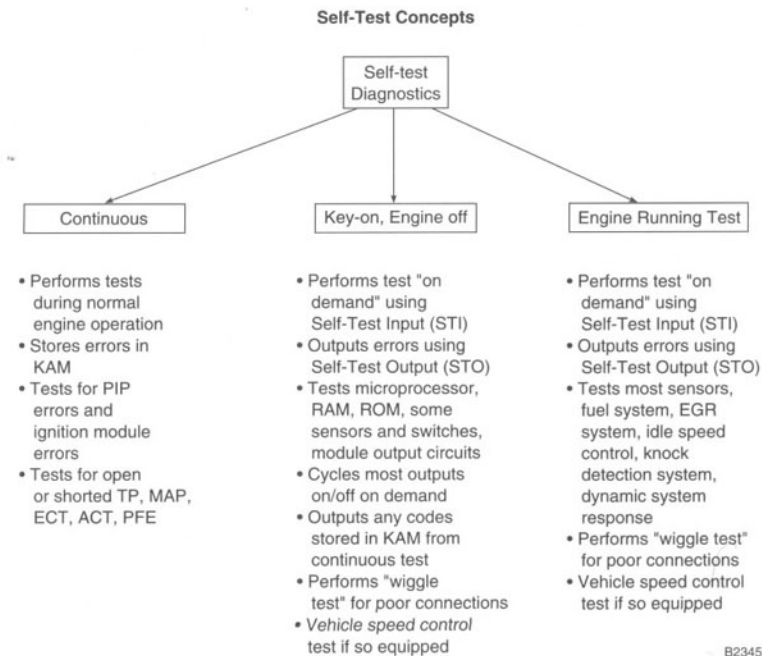 Self-Test Concepts
Self-test
Diagnostics
Continuous
• Performs tests
during normal
engine operation
• Stores errors in
KAM
• Tests for PIP
errors and
ignition module
errors
• Tests for open
or shorted TP, MAP,
ECT, ACT, PFE
Key-on, Engine off
• Performs test "on
demand" using
Self-Test Input (STI)
• Outputs errors using
Self-Test Output (STO)
• Tests microprocessor,
RAM, ROM, some
sensors and switches,
module output circuits
• Cycles most outputs
on/off on demand
• Outputs any codes
stored in KAM from
continuous test
• Performs "wiggle
test" for poor connections
• Vehicle speed control
test if so equipped
Engine Running Test
• Performs test "on
demand" using
Self-Test Input (STI)
• Outputs errors using
Self-Test Output (STO)
• Tests most sensors,
fuel system, EGR
system, idle speed
control, knock
detection system,
dynamic system
response
• Performs "wiggle test"
for poor connections
• Vehicle speed control
test if so equipped
B2345